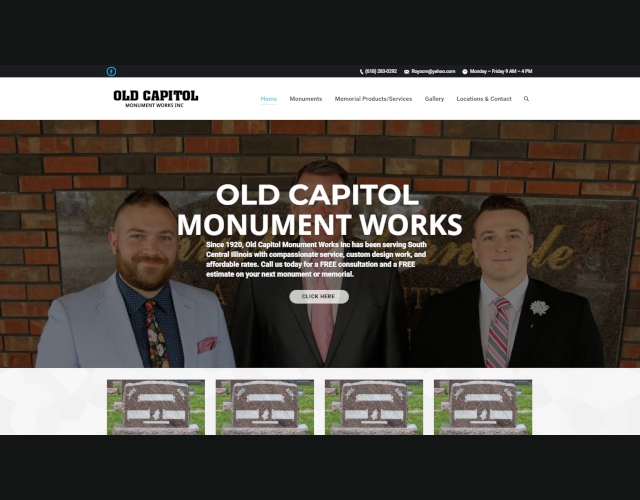 f
(618) 283-0292 Royocm@yahoo.com Monday – Friday 9 AM – 4 PM
OLD CAPITOL
MONUMENT WORKS INC
Home Monuments Memorial Products/Services Gallery Locations & Contact
OLD CAPITOL
MONUMENT WORKS
Since 1920, Old Capitol Monument Works Inc has been serving South
Central Illinois with compassionate service, custom design work, and
affordable rates. Call us today for a FREE consultation and a FREE
estimate on your next monument or memorial.
CLICK HERE